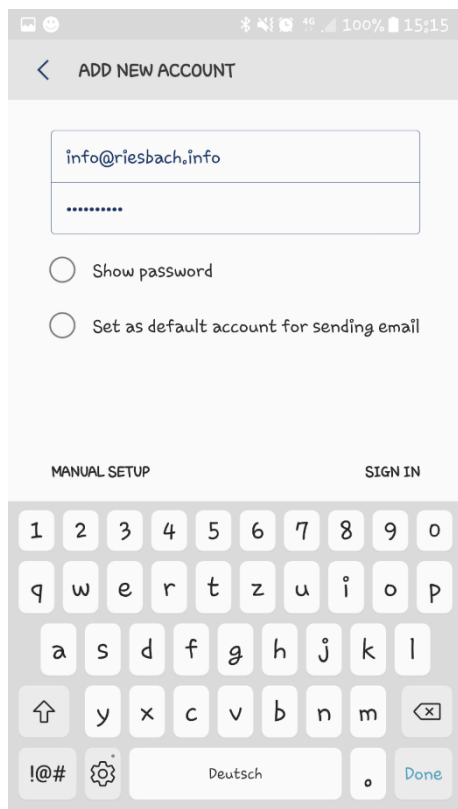 4G 100% 15:15
ADD NEW ACCOUNT
info@riesbach.info
••••••••••
Show password
Set as default account for sending email
MANUAL SETUP SIGN IN
1 2 3 4 5 6 7 8 9 0
q w e r t z u i o p
a s d f g h j k l
y x c v b n m
!@# Deutsch . Done